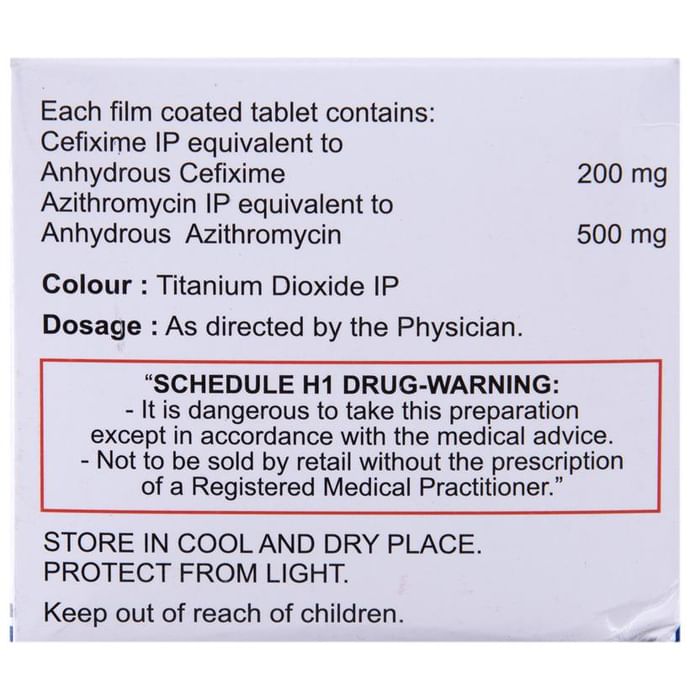 Each film coated tablet contains:
Cefixime IP equivalent to
Anhydrous Cefixime 200 mg
Azithromycin IP equivalent to
Anhydrous Azithromycin 500 mg
Colour : Titanium Dioxide IP
Dosage : As directed by the Physician.
“SCHEDULE H1 DRUG-WARNING:
- It is dangerous to take this preparation
except in accordance with the medical advice.
- Not to be sold by retail without the prescription
of a Registered Medical Practitioner.”
STORE IN COOL AND DRY PLACE.
PROTECT FROM LIGHT.
Keep out of reach of children.